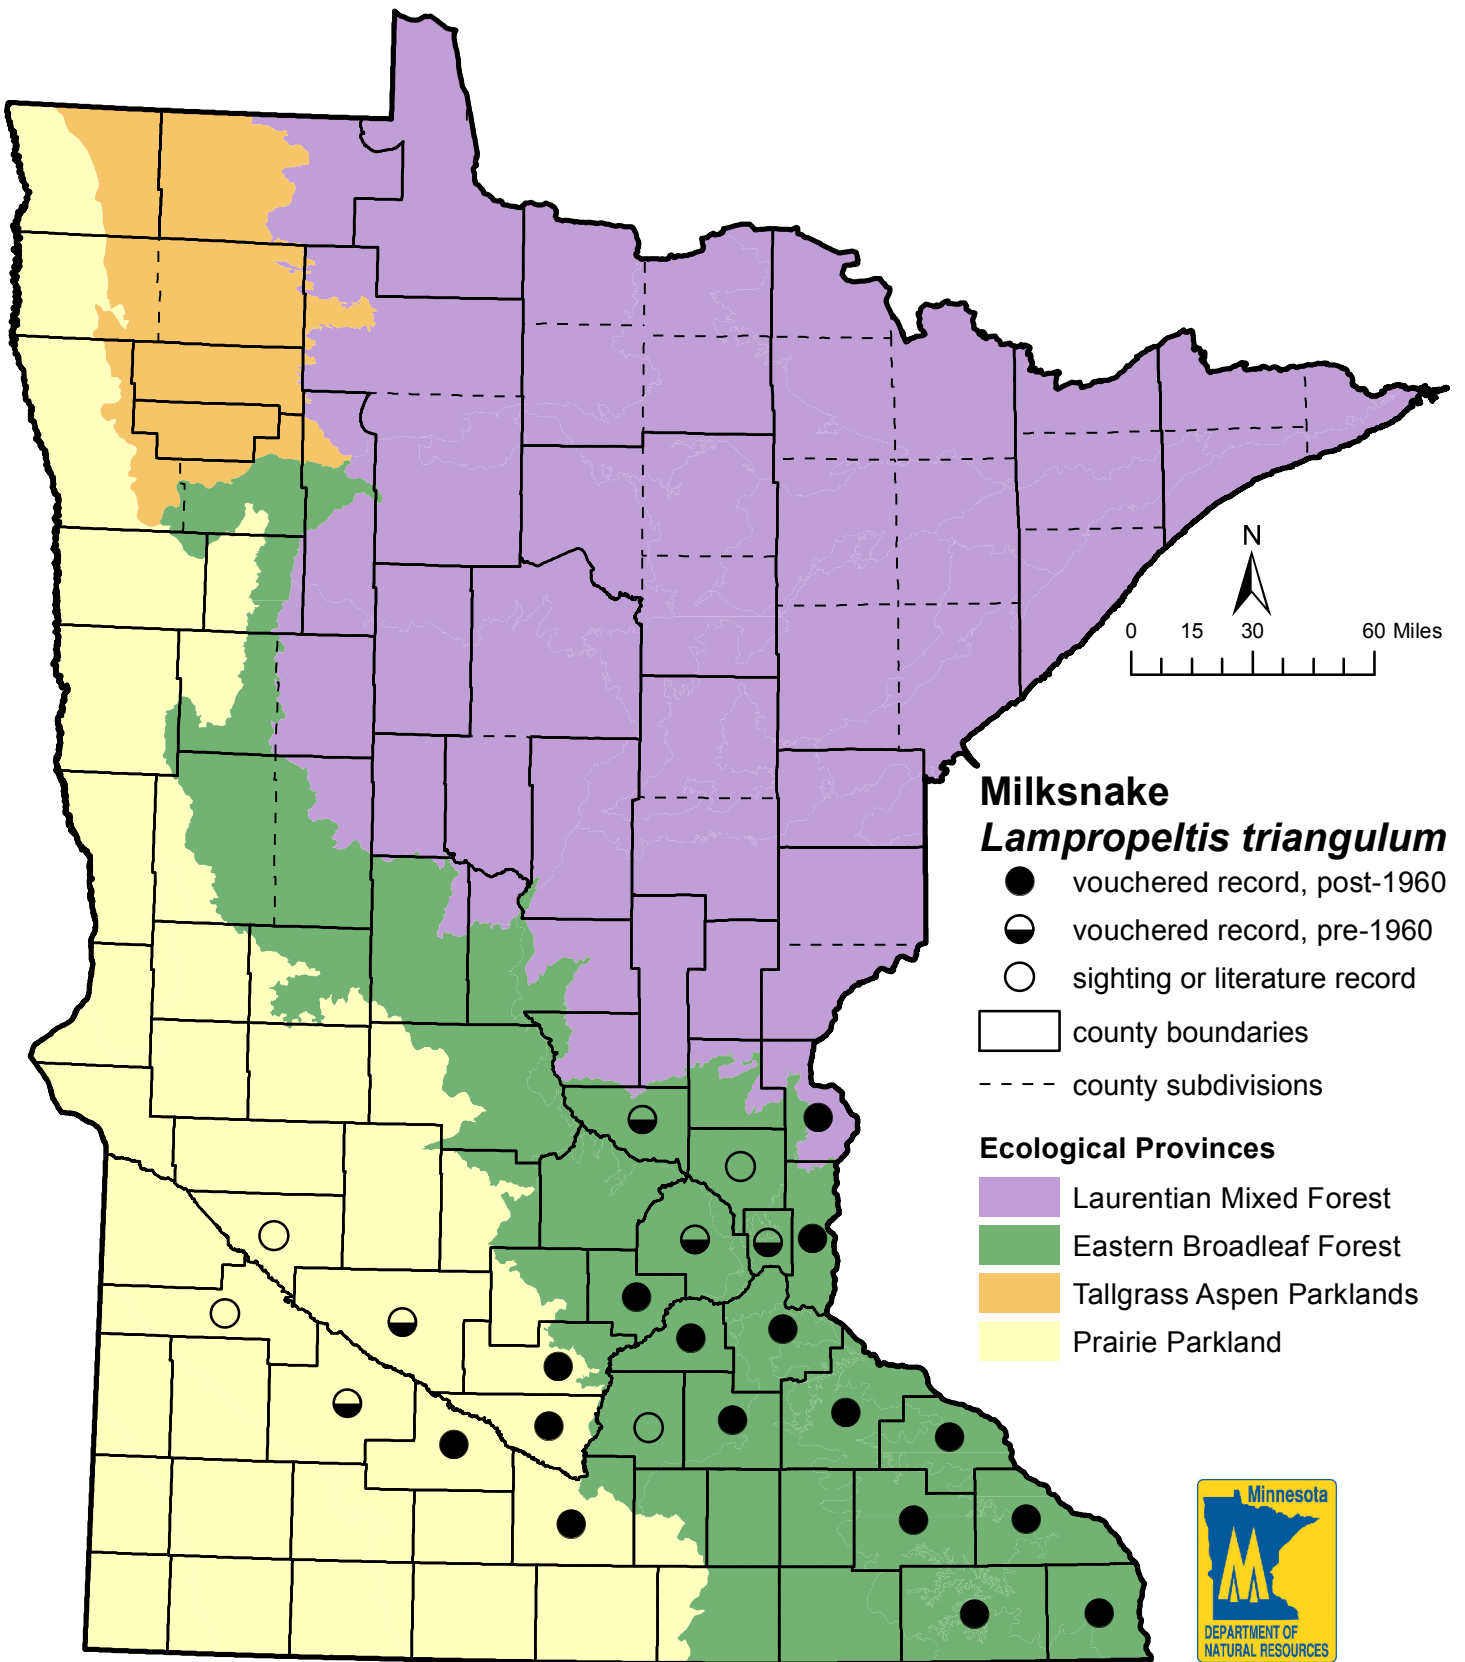 N
0 15 30 60 Miles
Milksnake
Lampropeltis triangulum
vouchered record, post-1960
vouchered record, pre-1960
sighting or literature record
county boundaries
county subdivisions
Ecological Provinces
Laurentian Mixed Forest
Eastern Broadleaf Forest
Tallgrass Aspen Parklands
Prairie Parkland
Minnesota
DEPARTMENT OF
NATURAL RESOURCES